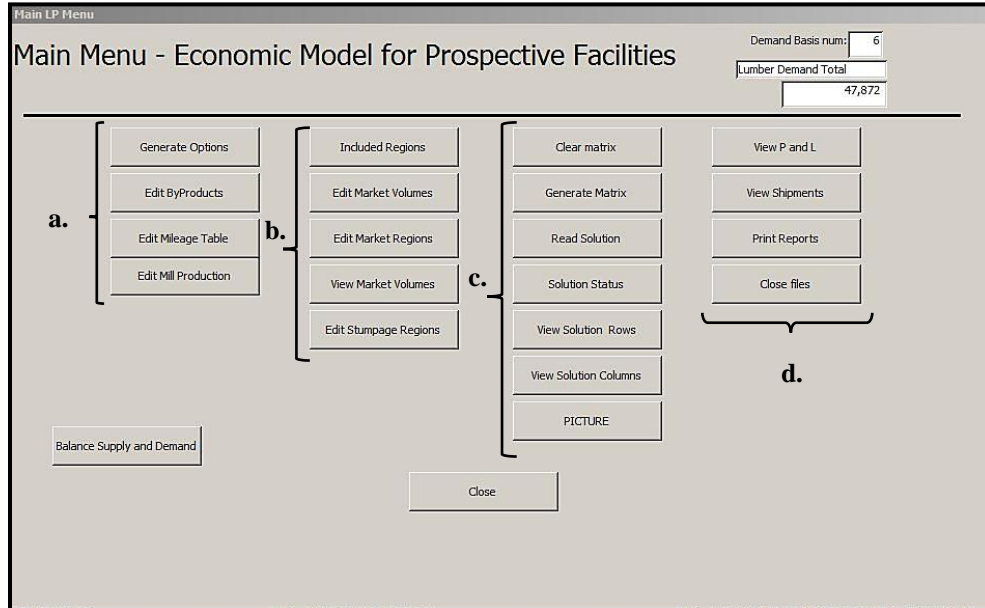 Main LP Menu
Main Menu - Economic Model for Prospective Facilities
Demand Basis num: 6
Lumber Demand Total
47,872
a.
Generate Options
Edit ByProducts
Edit Mileage Table
Edit Mill Production
b.
Included Regions
Edit Market Volumes
Edit Market Regions
View Market Volumes
Edit Stumpage Regions
c.
Clear matrix
Generate Matrix
Read Solution
Solution Status
View Solution Rows
View Solution Columns
PICTURE
View P and L
View Shipments
Print Reports
Close files
d.
Balance Supply and Demand
Close